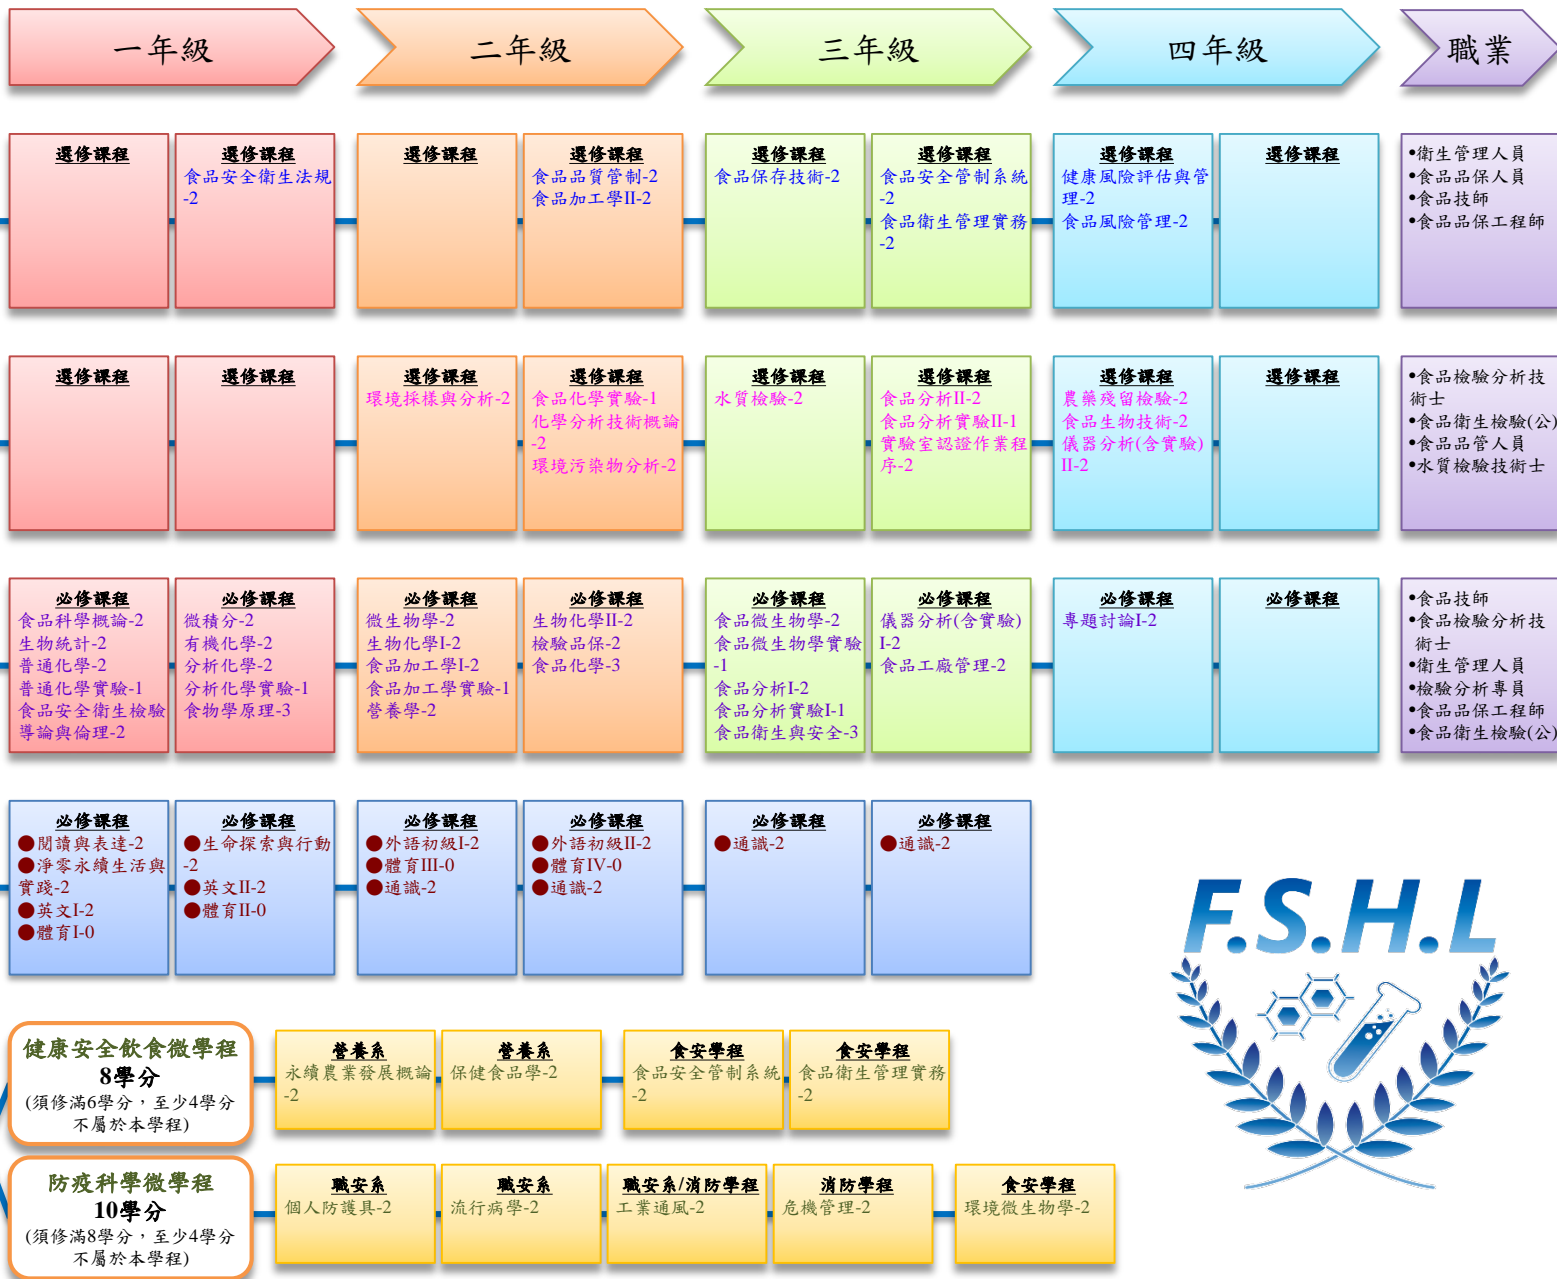 一年級
二年級
三年級
四年級
職業
選修課程
選修課程
食品安全衛生法規
-2
選修課程
選修課程
食品品質管制-2
食品加工學II-2
選修課程
食品保存技術-2
選修課程
食品安全管制系統
-2
食品衛生管理實務
-2
選修課程
健康風險評估與管
理-2
食品風險管理-2
選修課程
•衛生管理人員
•食品品保人員
•食品技師
•食品品保工程師
選修課程
選修課程
選修課程
環境採樣與分析-2
選修課程
食品化學實驗-1
化學分析技術概論
-2
環境污染物分析-2
選修課程
水質檢驗-2
選修課程
食品分析II-2
食品分析實驗II-1
實驗室認證作業程
序-2
選修課程
農藥殘留檢驗-2
食品生物技術-2
儀器分析(含實驗)
II-2
選修課程
•食品檢驗分析技
術士
•食品衛生檢驗(公)
•食品品管人員
•水質檢驗技術士
必修課程
食品科學概論-2
生物統計-2
普通化學-2
普通化學實驗-1
食品安全衛生檢驗
導論與倫理-2
必修課程
微積分-2
有機化學-2
分析化學-2
分析化學實驗-1
食物學原理-3
必修課程
微生物學-2
生物化學I-2
食品加工學I-2
食品加工學實驗-1
營養學-2
必修課程
生物化學II-2
檢驗品保-2
食品化學-3
必修課程
食品微生物學-2
食品微生物學實驗
-1
食品分析I-2
食品分析實驗I-1
食品衛生與安全-3
必修課程
儀器分析(含實驗)
I-2
食品工廠管理-2
必修課程
專題討論I-2
必修課程
•食品技師
•食品檢驗分析技
術士
•衛生管理人員
•檢驗分析專員
•食品品保工程師
•食品衛生檢驗(公)
必修課程
●閱讀與表達-2
●淨零永續生活與
實踐-2
●英文I-2
●體育I-0
必修課程
●生命探索與行動
-2
●英文II-2
●體育II-0
必修課程
●外語初級I-2
●體育III-0
●通識-2
必修課程
●外語初級II-2
●體育IV-0
●通識-2
必修課程
●通識-2
必修課程
●通識-2
F.S.H.L
健康安全飲食微學程
8學分
(須修滿6學分，至少4學分
不屬於本學程)
營養系
永續農業發展概論
-2
營養系
保健食品學-2
食安學程
食品安全管制系統
-2
食安學程
食品衛生管理實務
-2
防疫科學微學程
10學分
(須修滿8學分，至少4學分
不屬於本學程)
職安系
個人防護具-2
職安系
流行病學-2
職安系/消防學程
工業通風-2
消防學程
危機管理-2
食安學程
環境微生物學-2